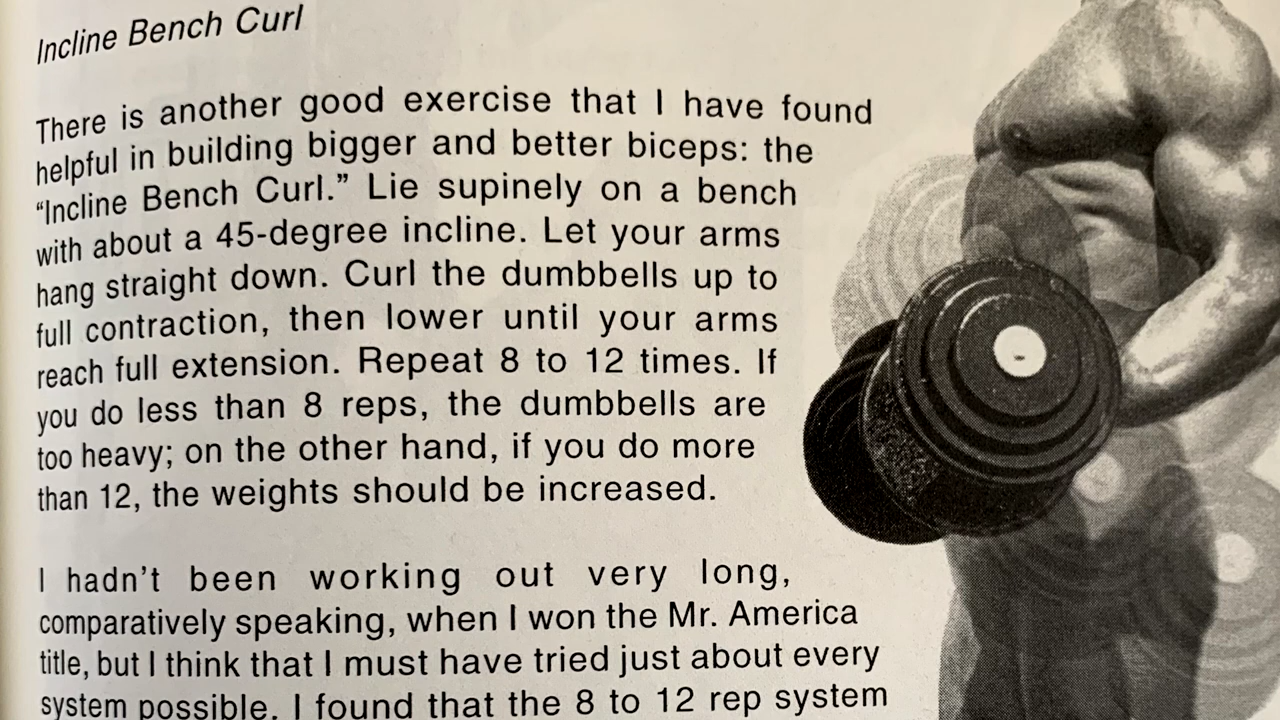 Incline Bench Curl
There is another good exercise that I have found
helpful in building bigger and better biceps: the
“Incline Bench Curl.” Lie supinely on a bench
with about a 45-degree incline. Let your arms
hang straight down. Curl the dumbbells up to
full contraction, then lower until your arms
reach full extension. Repeat 8 to 12 times. If
you do less than 8 reps, the dumbbells are
too heavy; on the other hand, if you do more
than 12, the weights should be increased.
I hadn’t been working out very long,
comparatively speaking, when I won the Mr. America
title, but I think that I must have tried just about every
system possible. I found that the 8 to 12 rep system